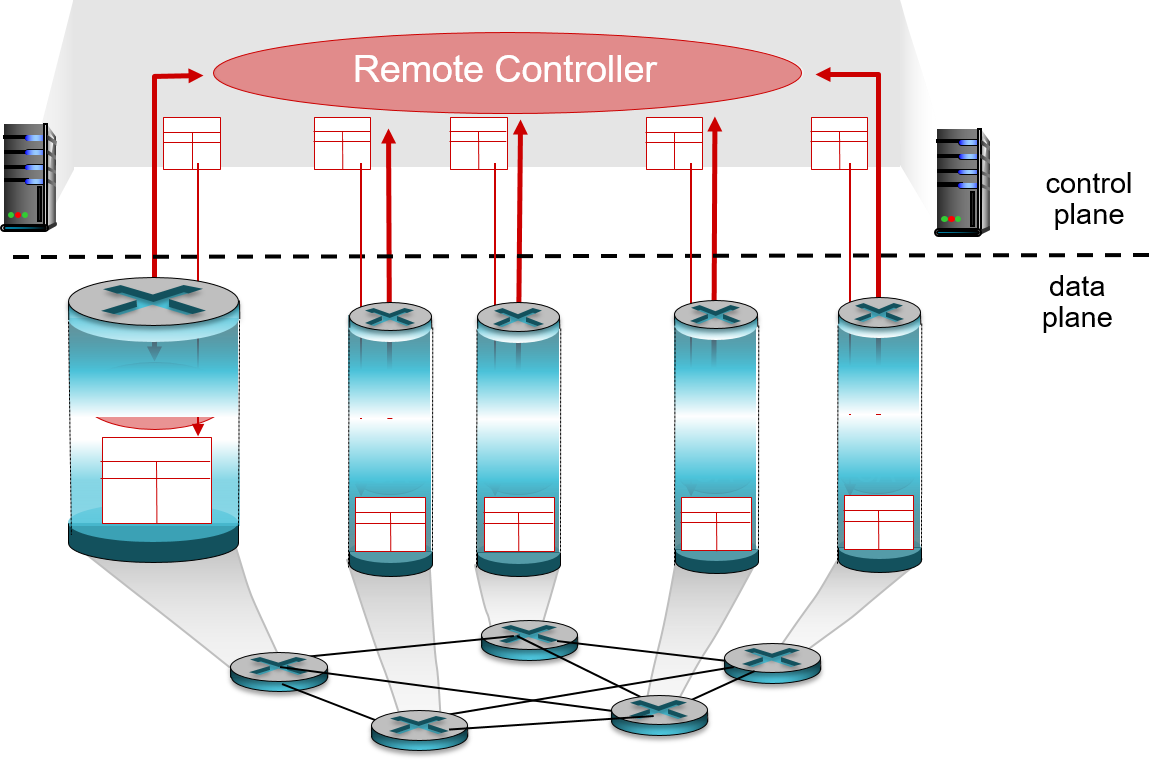 Remote Controller
control
plane
data
plane